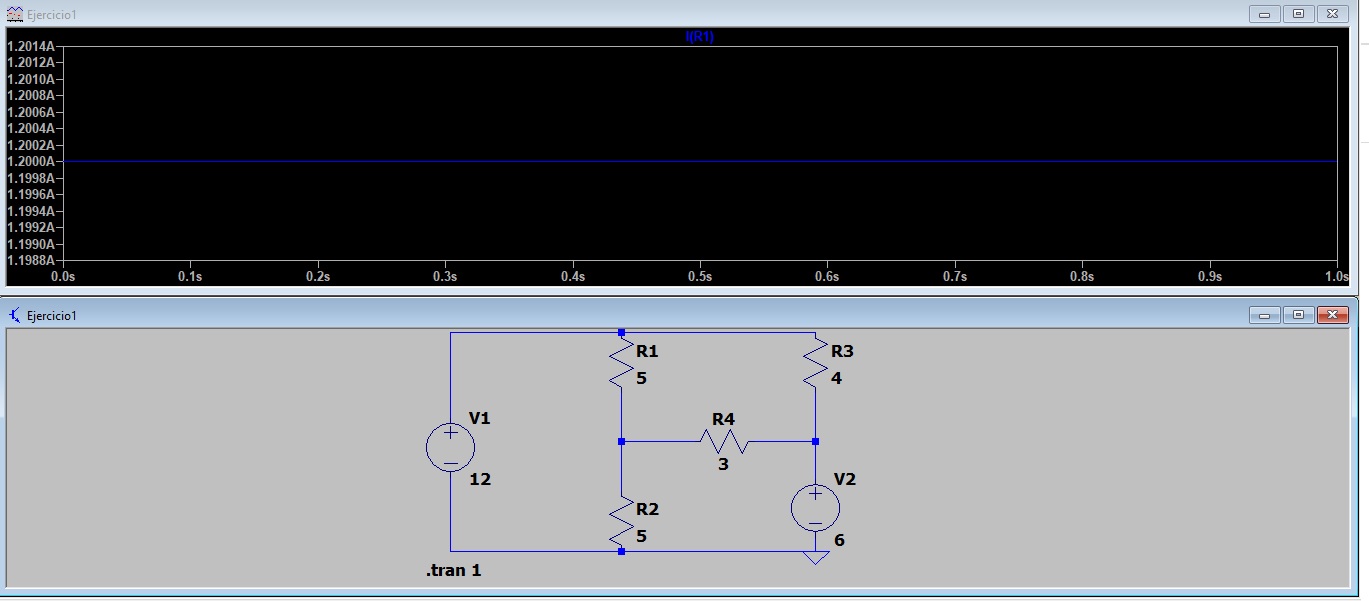 Ejercicio1
I(R1)
1.2014A
1.2012A
1.2010A
1.2008A
1.2006A
1.2004A
1.2002A
1.2000A
1.1998A
1.1996A
1.1994A
1.1992A
1.1990A
1.1988A
0.0s 0.1s 0.2s 0.3s 0.4s 0.5s 0.6s 0.7s 0.8s 0.9s 1.0s
Ejercicio1
R1 R3
5 4
V1 R4
12 3
V2
R2
5 6
.tran 1